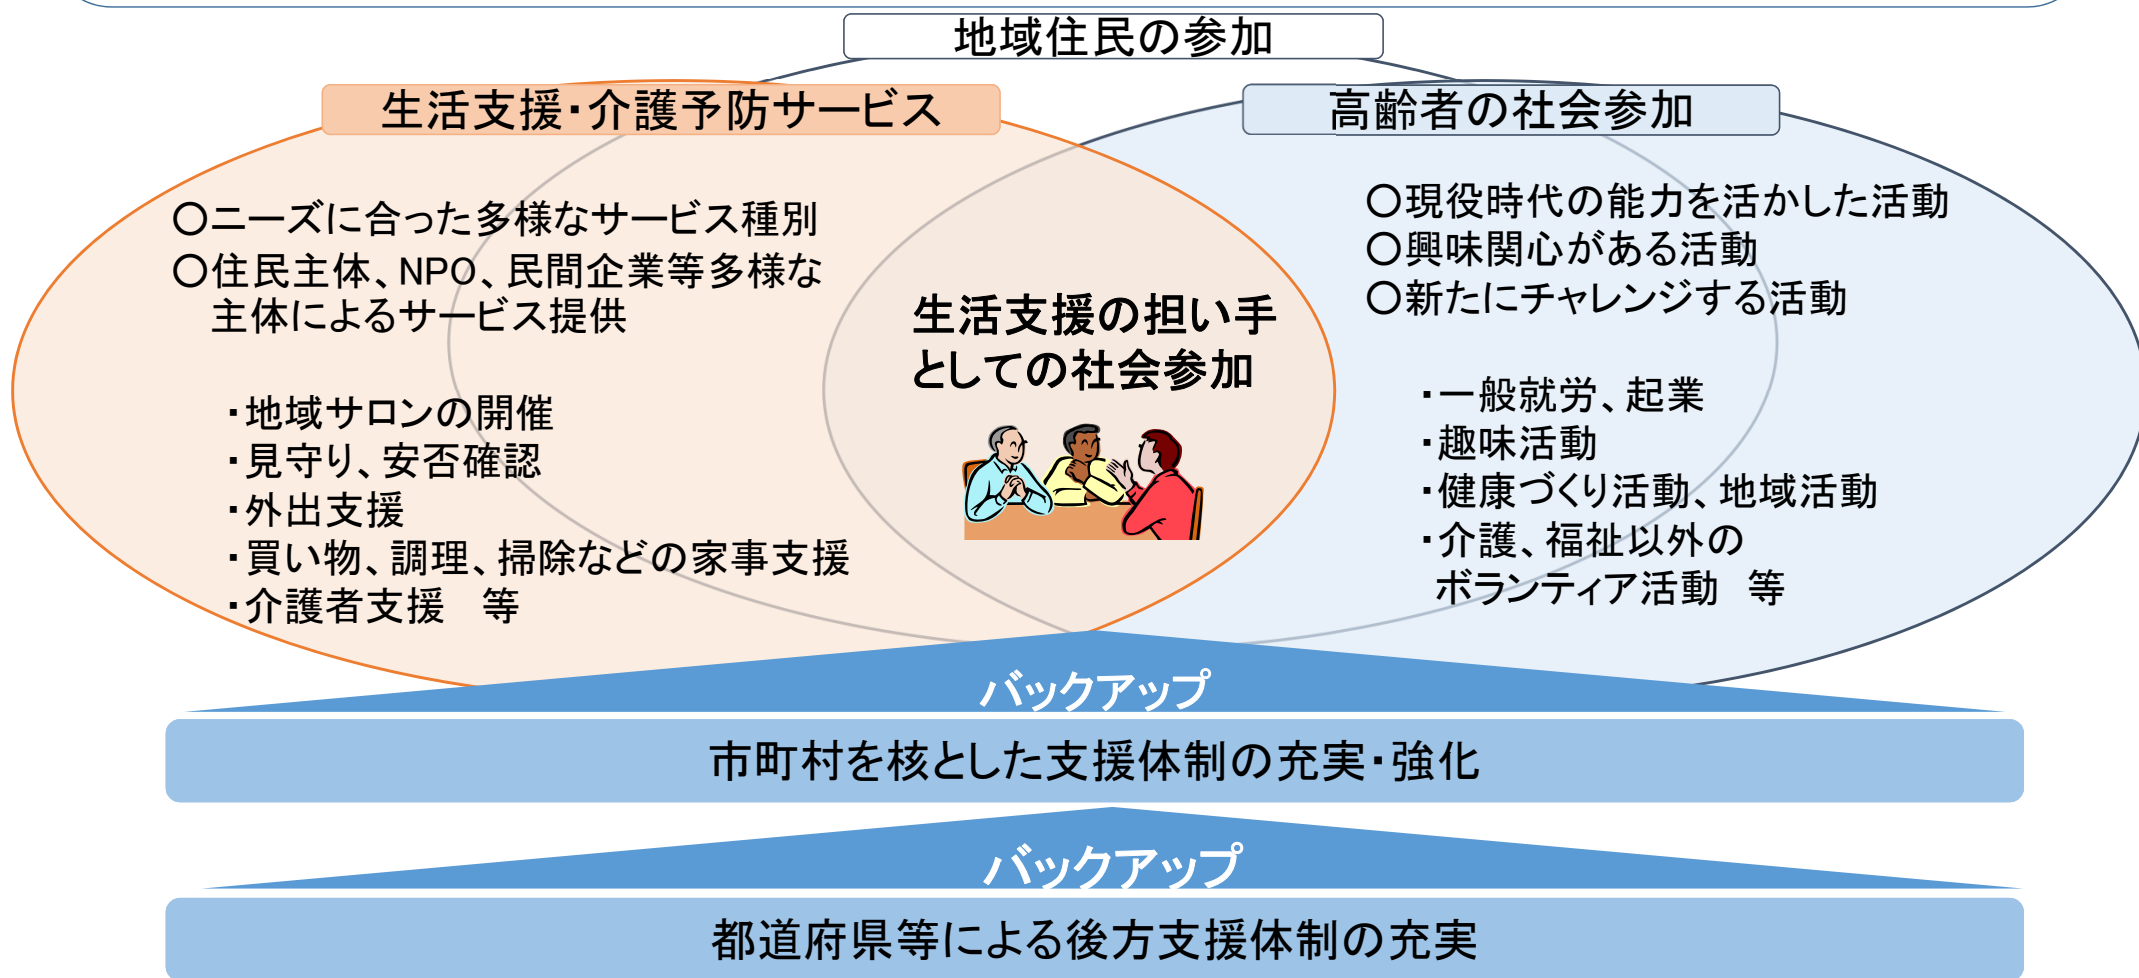 地域住民の参加
生活支援・介護予防サービス
○ニーズに合った多様なサービス種別
○住民主体、NPO、民間企業等多様な
主体によるサービス提供
・地域サロンの開催
・見守り、安否確認
・外出支援
・買い物、調理、掃除などの家事支援
・介護者支援　等
生活支援の担い手
としての社会参加
高齢者の社会参加
○現役時代の能力を活かした活動
○興味関心がある活動
○新たにチャレンジする活動
・一般就労、起業
・趣味活動
・健康づくり活動、地域活動
・介護、福祉以外の
ボランティア活動　等
バックアップ
市町村を核とした支援体制の充実・強化
バックアップ
都道府県等による後方支援体制の充実